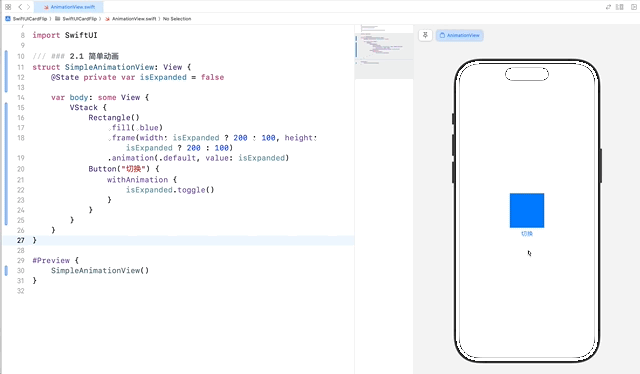 AnimationView.swift
SwiftUICardFlip
SwiftUICardFlip
AnimationView.swift
No Selection
7
8 import SwiftUI
9
10 /// ### 2.1 简单动画
11 struct SimpleAnimationView: View {
12 @State private var isExpanded = false
13
14 var body: some View {
15 VStack {
16 Rectangle()
17 .fill(.blue)
18 .frame(width: isExpanded ? 200 : 100, height:
isExpanded ? 200 : 100)
19 .animation(.default, value: isExpanded)
20 Button("切换") {
21 withAnimation {
22 isExpanded.toggle()
23 }
24 }
25 }
26 }
27 }
28
29 #Preview {
30 SimpleAnimationView()
31 }
32
AnimationView
切换